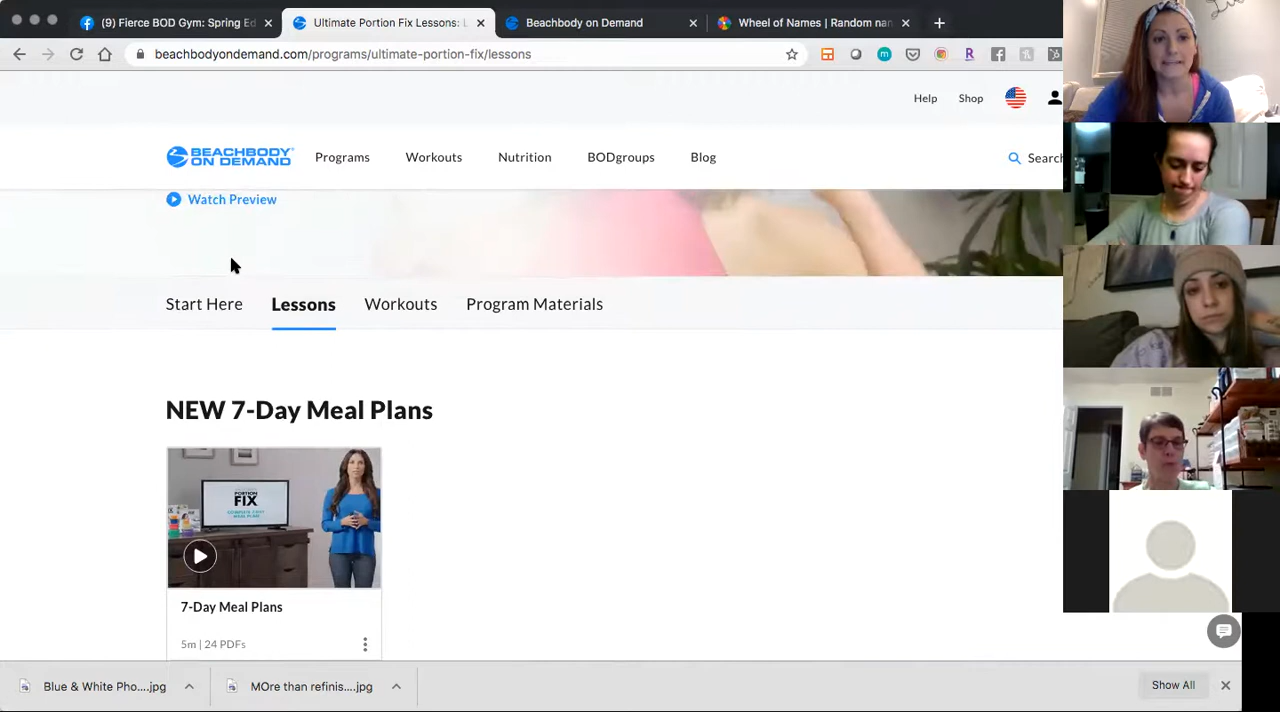 (9) Fierce BOD Gym: Spring Ed
Ultimate Portion Fix Lessons: L
Beachbody on Demand
Wheel of Names | Random nam
beachbodyondemand.com/programs/ultimate-portion-fix/lessons
Help Shop
BEACHBODY ON DEMAND
Programs Workouts Nutrition BODgroups Blog
Search
Watch Preview
Start Here Lessons Workouts Program Materials
NEW 7-Day Meal Plans
PORTION
FIX
7-Day Meal Plans
5m | 24 PDFs
Blue & White Pho....jpg
MOre than refinis....jpg
Show All